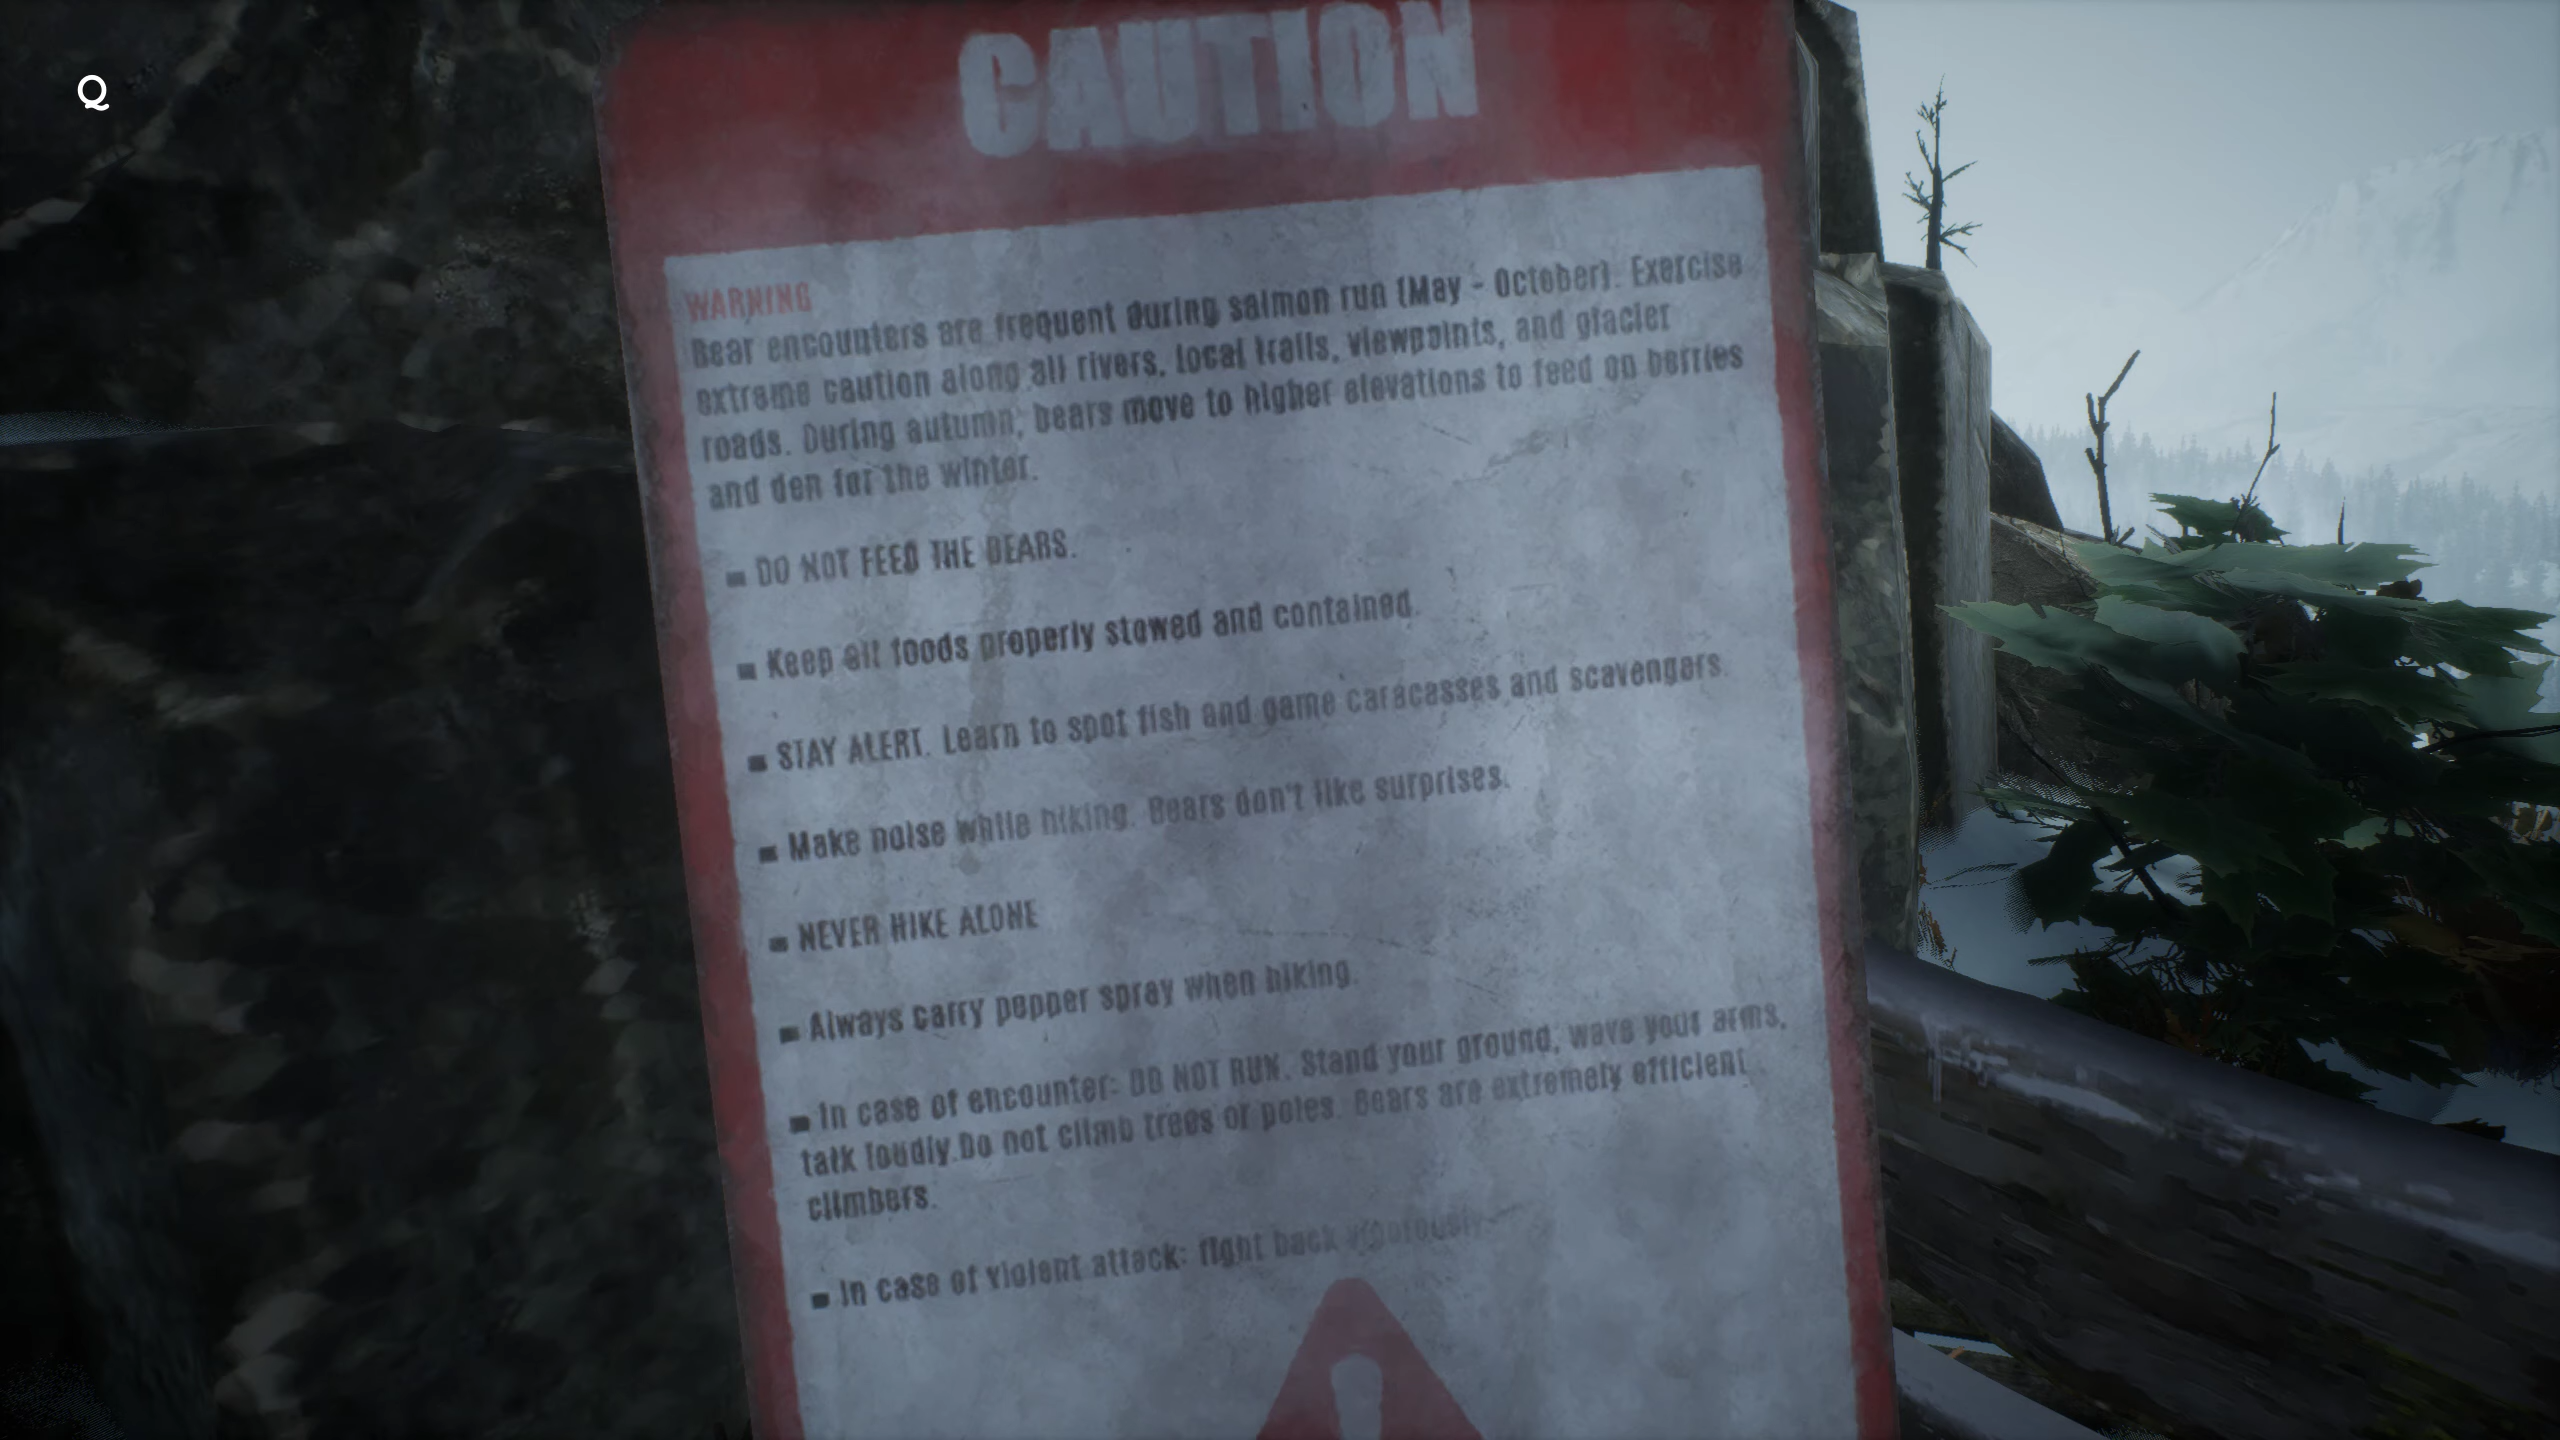 Q
CAUTION
WARNING
Bear encounters are frequent during salmon run (May - October). Exercise
extreme caution along all rivers, local trails, viewpoints, and glacier
roads. During autumn, bears move to higher elevations to feed on berries
and den for the winter.
▪ DO NOT FEED THE BEARS.
▪ Keep all foods properly stowed and contained.
▪ STAY ALERT. Learn to spot fish and game caracasses and scavengers.
▪ Make noise while hiking. Bears don't like surprises.
▪ NEVER HIKE ALONE
▪ Always carry pepper spray when hiking.
▪ In case of encounter: DO NOT RUN. Stand your ground, wave your arms,
talk loudly.Do not climb trees or poles. Bears are extremely efficient
climbers.
▪ In case of violent attack: fight back vigorously.